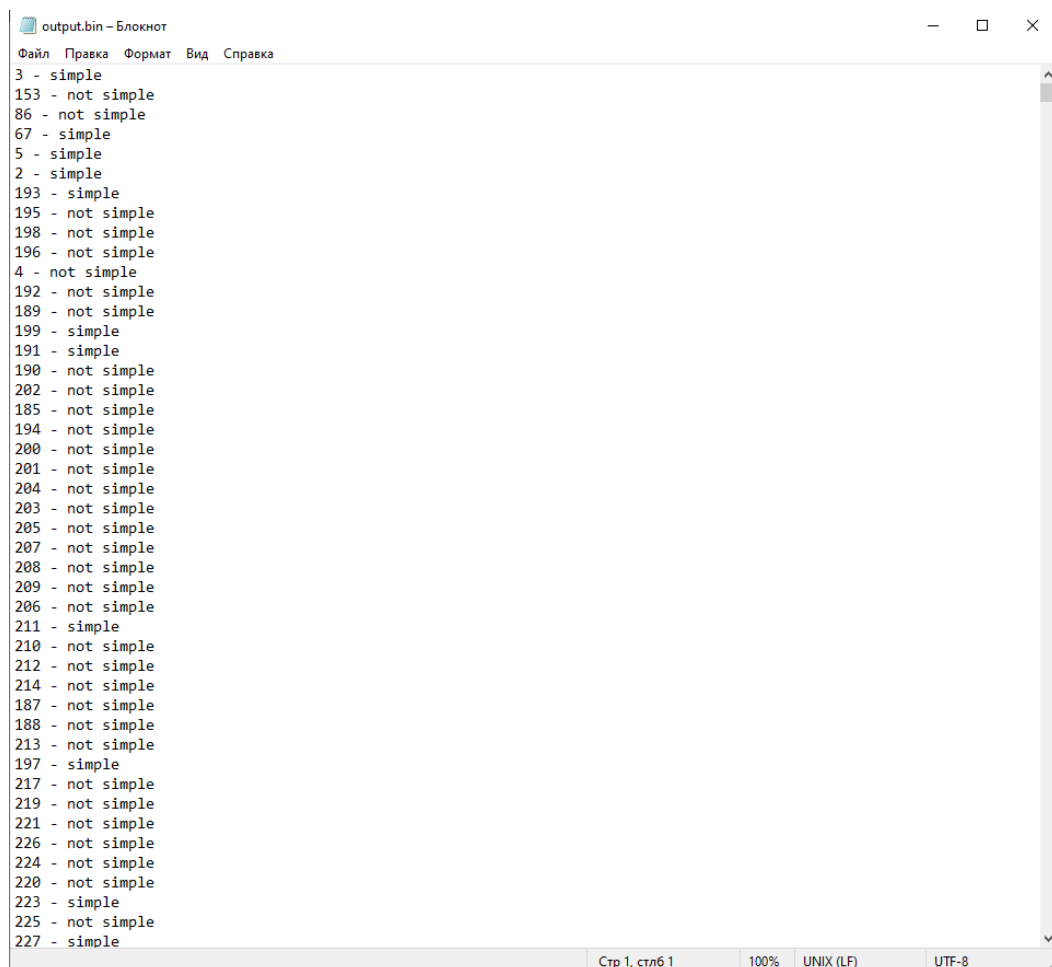 output.bin – Блокнот
Файл Правка Формат Вид Справка
3 - simple
153 - not simple
86 - not simple
67 - simple
5 - simple
2 - simple
193 - simple
195 - not simple
198 - not simple
196 - not simple
4 - not simple
192 - not simple
189 - not simple
199 - simple
191 - simple
190 - not simple
202 - not simple
185 - not simple
194 - not simple
200 - not simple
201 - not simple
204 - not simple
203 - not simple
205 - not simple
207 - not simple
208 - not simple
209 - not simple
206 - not simple
211 - simple
210 - not simple
212 - not simple
214 - not simple
187 - not simple
188 - not simple
213 - not simple
197 - simple
217 - not simple
219 - not simple
221 - not simple
226 - not simple
224 - not simple
220 - not simple
223 - simple
225 - not simple
227 - simple
Стр 1, стлб 1 100% UNIX (LF) UTF-8